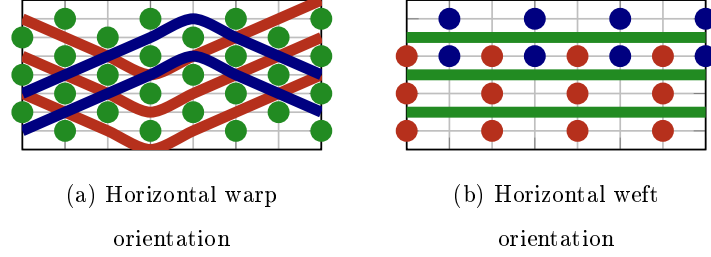 (a) Horizontal warp
orientation
(b) Horizontal weft
orientation